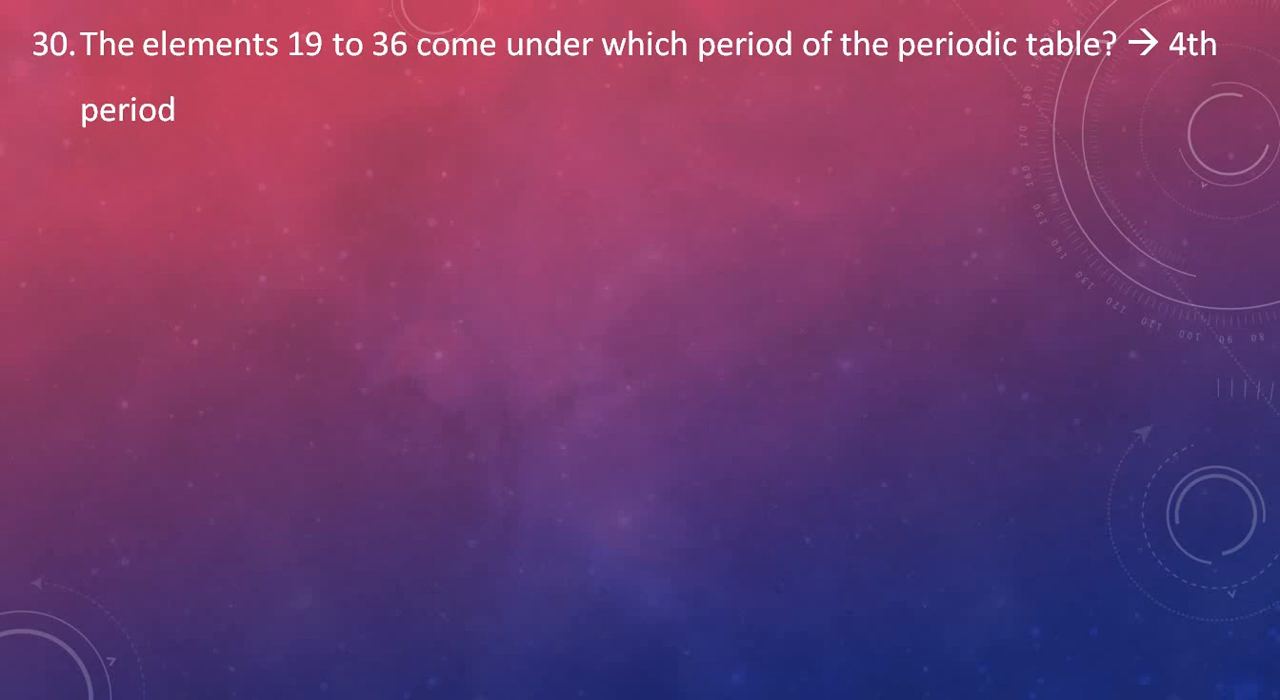 30. The elements 19 to 36 come under which period of the periodic table? → 4th
period